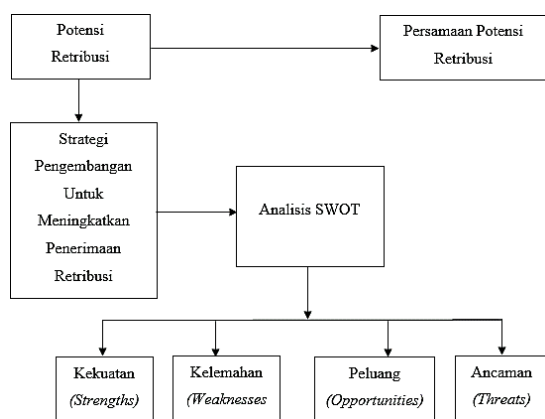 Potensi
Retribusi
Persamaan Potensi
Retribusi
Strategi
Pengembangan
Untuk
Meningkatkan
Penerimaan
Retribusi
Analisis SWOT
Kekuatan
(Strengths)
Kelemahan
(Weaknesses
Peluang
(Opportunities)
Ancaman
(Threats)